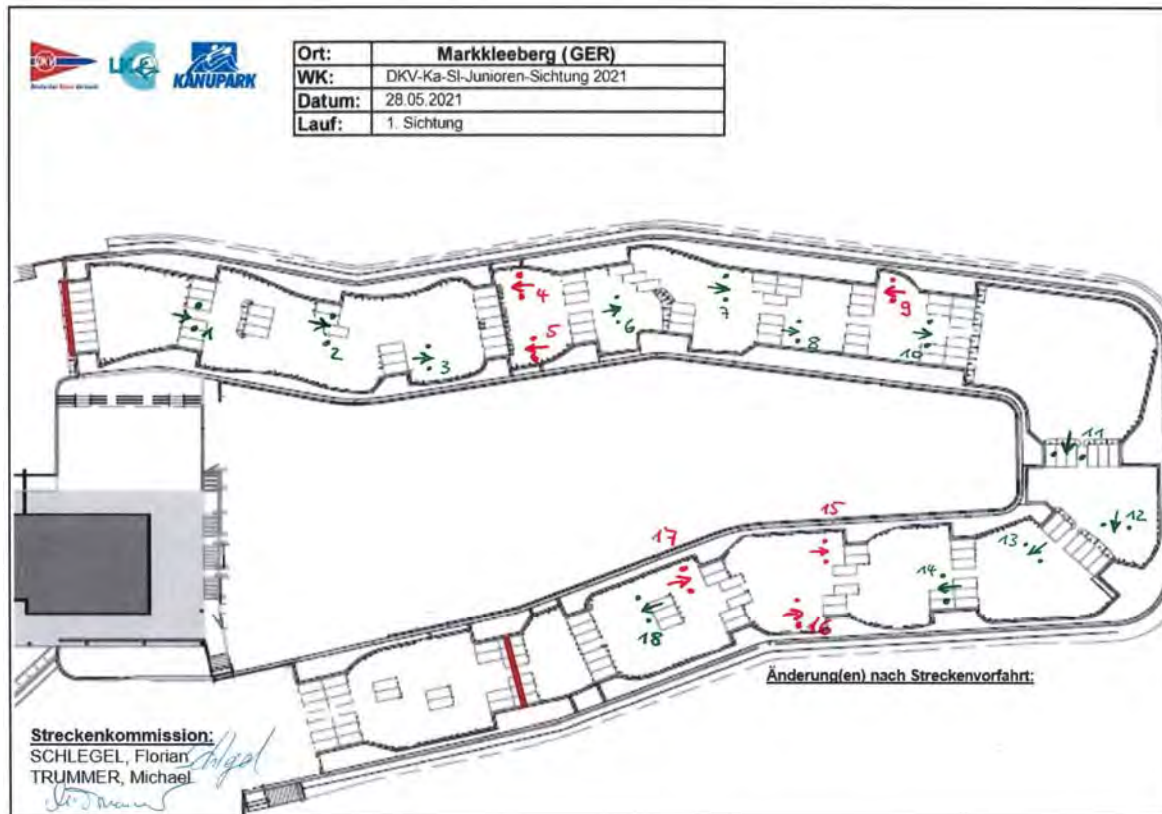 DKV
KANUPARK
Ort: Markkleeberg (GER)
WK: DKV-Ka-Sl-Junioren-Sichtung 2021
Datum: 28.05.2021
Lauf: 1. Sichtung
1
2
3
4
5
6
7
8
9
10
11
12
13
14
15
16
17
18
Änderung(en) nach Streckenvorfahrt:
Streckenkommission:
SCHLEGEL, Florian
TRUMMER, Michael